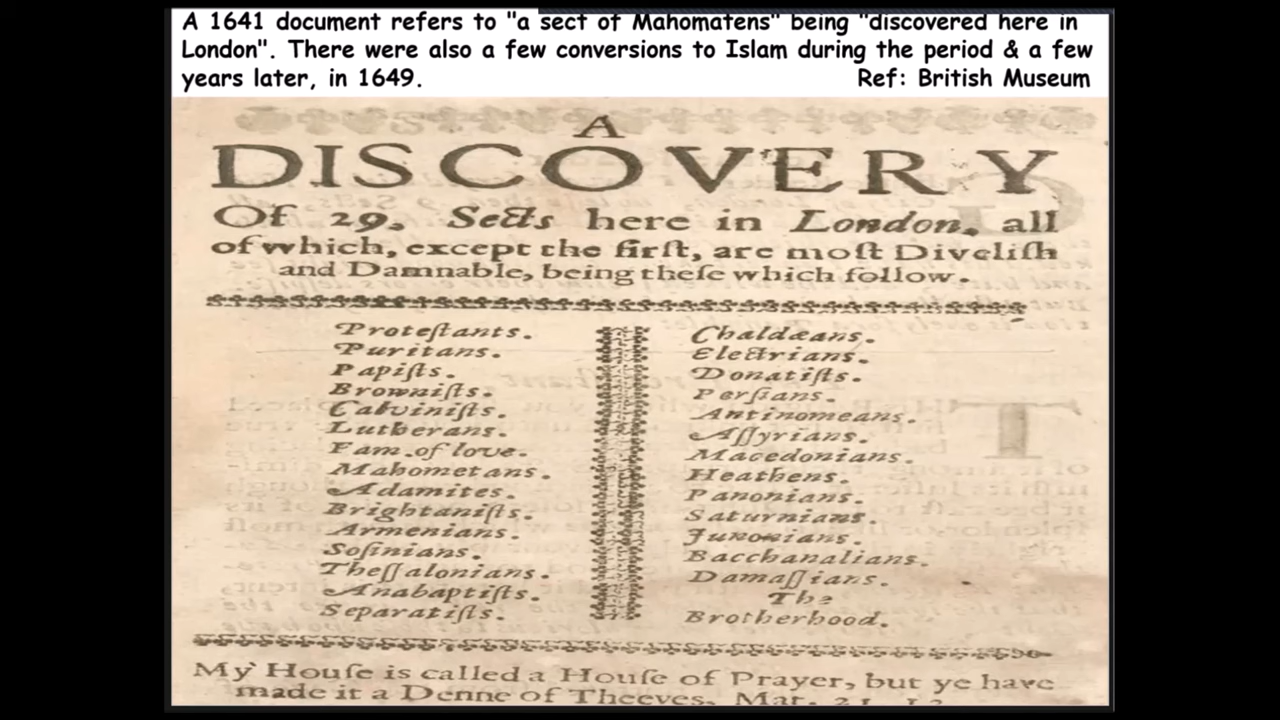 A 1641 document refers to "a sect of Mahomatens" being "discovered here in
London". There were also a few conversions to Islam during the period & a few
years later, in 1649. Ref: British Museum
A
DISCOVERY
Of 29. Sects here in London, all
of which, except the firſt, are moſt Diveliſh
and Damnable, being theſe which follow.
Proteſtants.
Puritans.
Papiſts.
Browniſts.
Calviniſts.
Lutherans.
Fam. of love.
Mahometans.
Adamites.
Brightaniſts.
Armenians.
Soſinians.
Theſſalonians.
Anabaptiſts.
Separatiſts.
Chaldæans.
Electrians.
Donatiſts.
Perſians.
Antinomeans.
Aſſyrians.
Macedonians.
Heathens.
Panonians.
Saturnians.
Junonians.
Bacchanalians.
Damaſſians.
The
Brotherhood.
My Houſe is called a Houſe of Prayer, but ye have
made it a Denne of Theeves, Mat. 21.